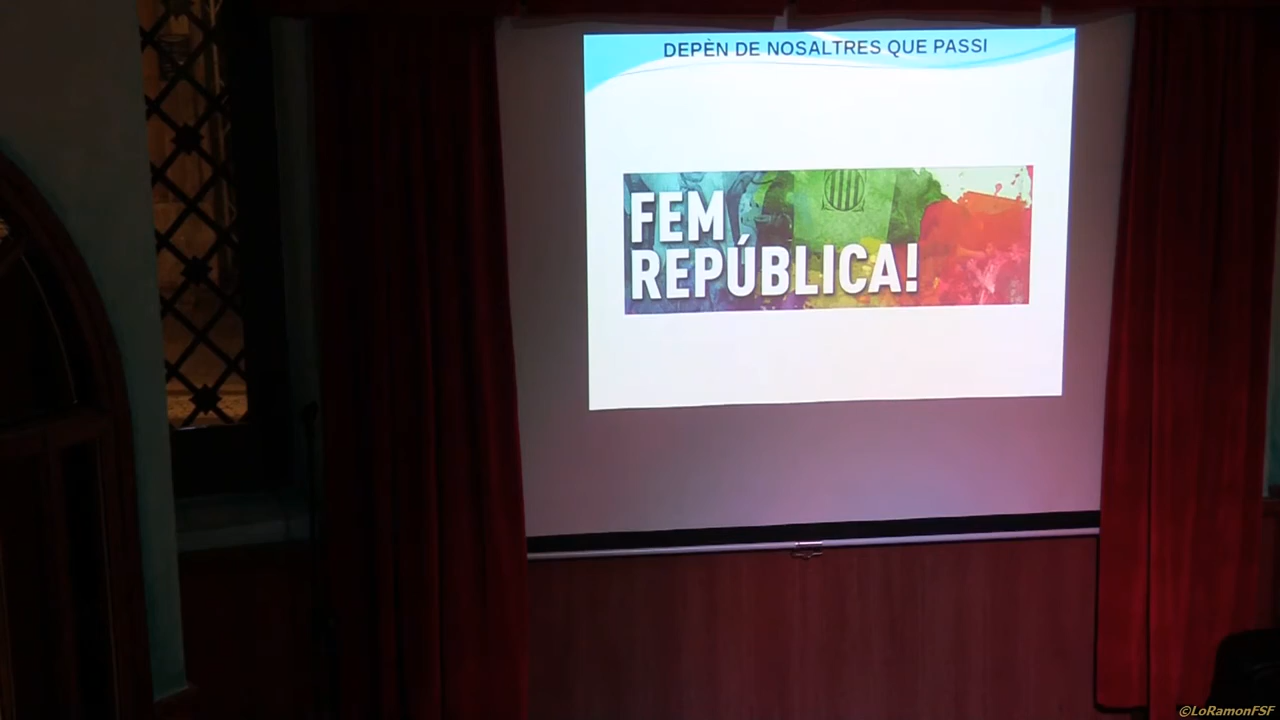 DEPÈN DE NOSALTRES QUE PASSI
FEM
REPÚBLICA!
©LoRamonFSF